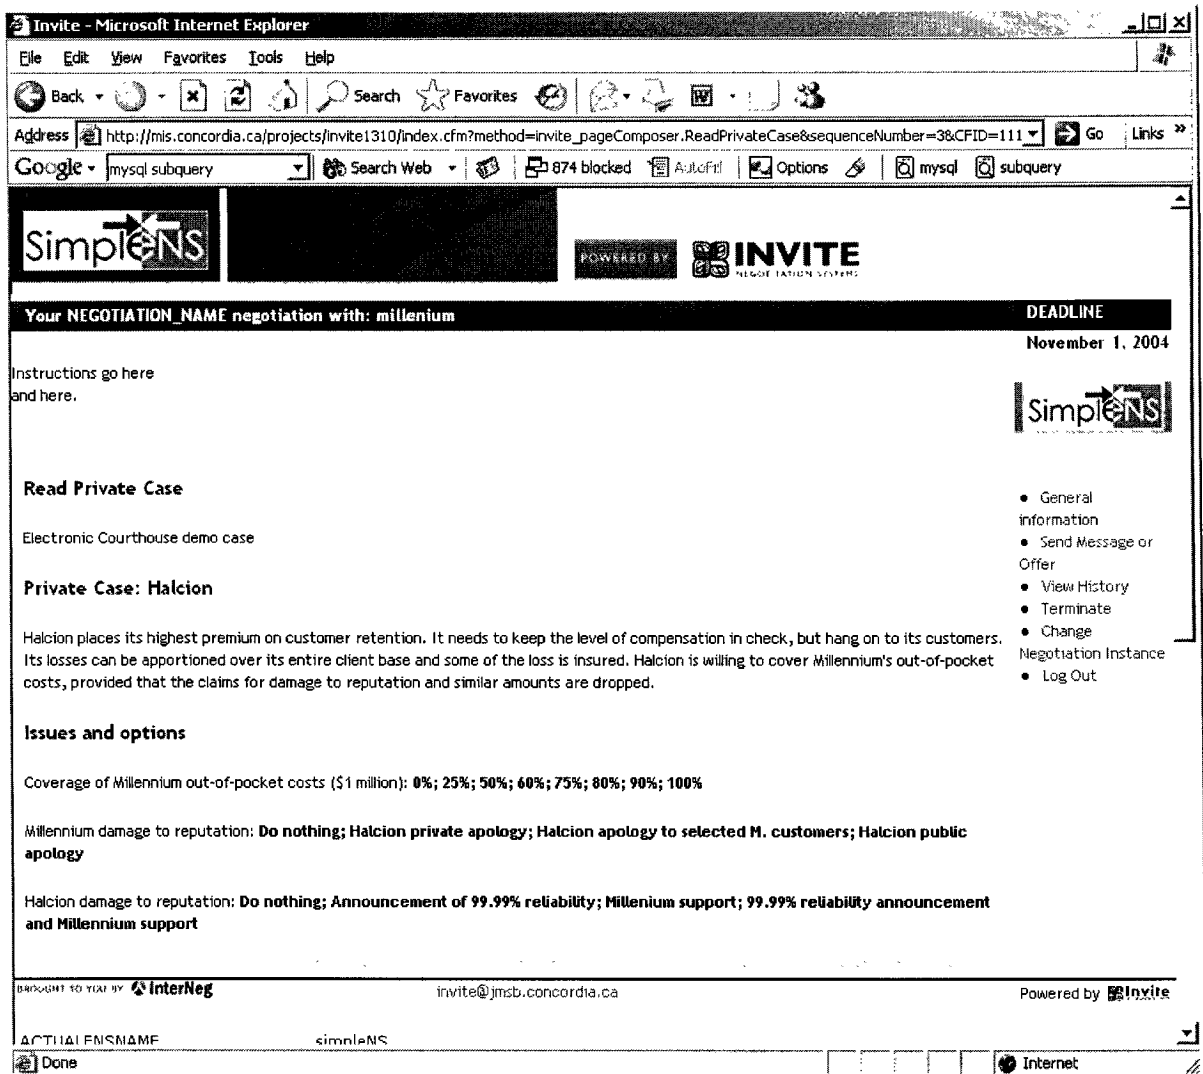 Invite - Microsoft Internet Explorer
File Edit View Favorites Tools Help
Back Search Favorites
Address http://mis.concordia.ca/projects/invite1310/index.cfm?method=invite_pageComposer.ReadPrivateCase&sequenceNumber=3&CFID=111 Go Links »
Google mysql subquery Search Web 874 blocked AutoFill Options mysql subquery
SimpleNS
POWERED BY INVITE
NEGOTIATION SYSTEMS
Your NEGOTIATION_NAME negotiation with: millenium
DEADLINE
November 1, 2004
Instructions go here
and here.
SimpleNS
Read Private Case
Electronic Courthouse demo case
Private Case: Halcion
Halcion places its highest premium on customer retention. It needs to keep the level of compensation in check, but hang on to its customers.
Its losses can be apportioned over its entire client base and some of the loss is insured. Halcion is willing to cover Millennium's out-of-pocket
costs, provided that the claims for damage to reputation and similar amounts are dropped.
Issues and options
Coverage of Millennium out-of-pocket costs ($1 million): 0%; 25%; 50%; 60%; 75%; 80%; 90%; 100%
Millennium damage to reputation: Do nothing; Halcion private apology; Halcion apology to selected M. customers; Halcion public
apology
Halcion damage to reputation: Do nothing; Announcement of 99.99% reliability; Millenium support; 99.99% reliability announcement
and Millennium support
• General
information
• Send Message or
Offer
• View History
• Terminate
• Change
Negotiation Instance
• Log Out
BROUGHT TO YOU BY InterNeg
invite@jmsb.concordia.ca
Powered by Invite
ACTUALENSNAME simpleNS
Done
Internet